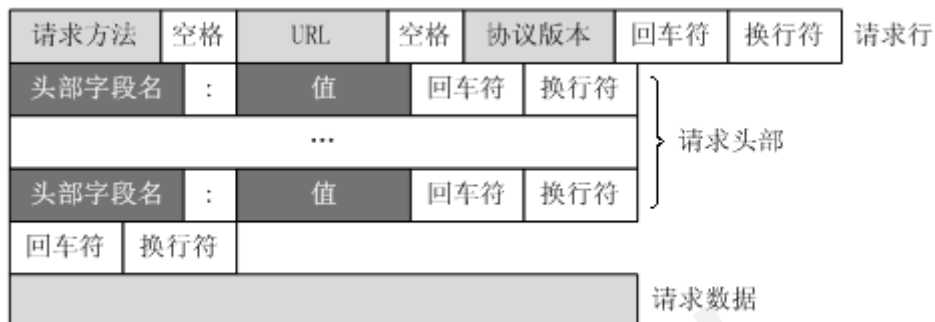 请求方法 空格 URL 空格 协议版本 回车符 换行符 请求行
头部字段名 : 值 回车符 换行符
… 请求头部
头部字段名 : 值 回车符 换行符
回车符 换行符
请求数据